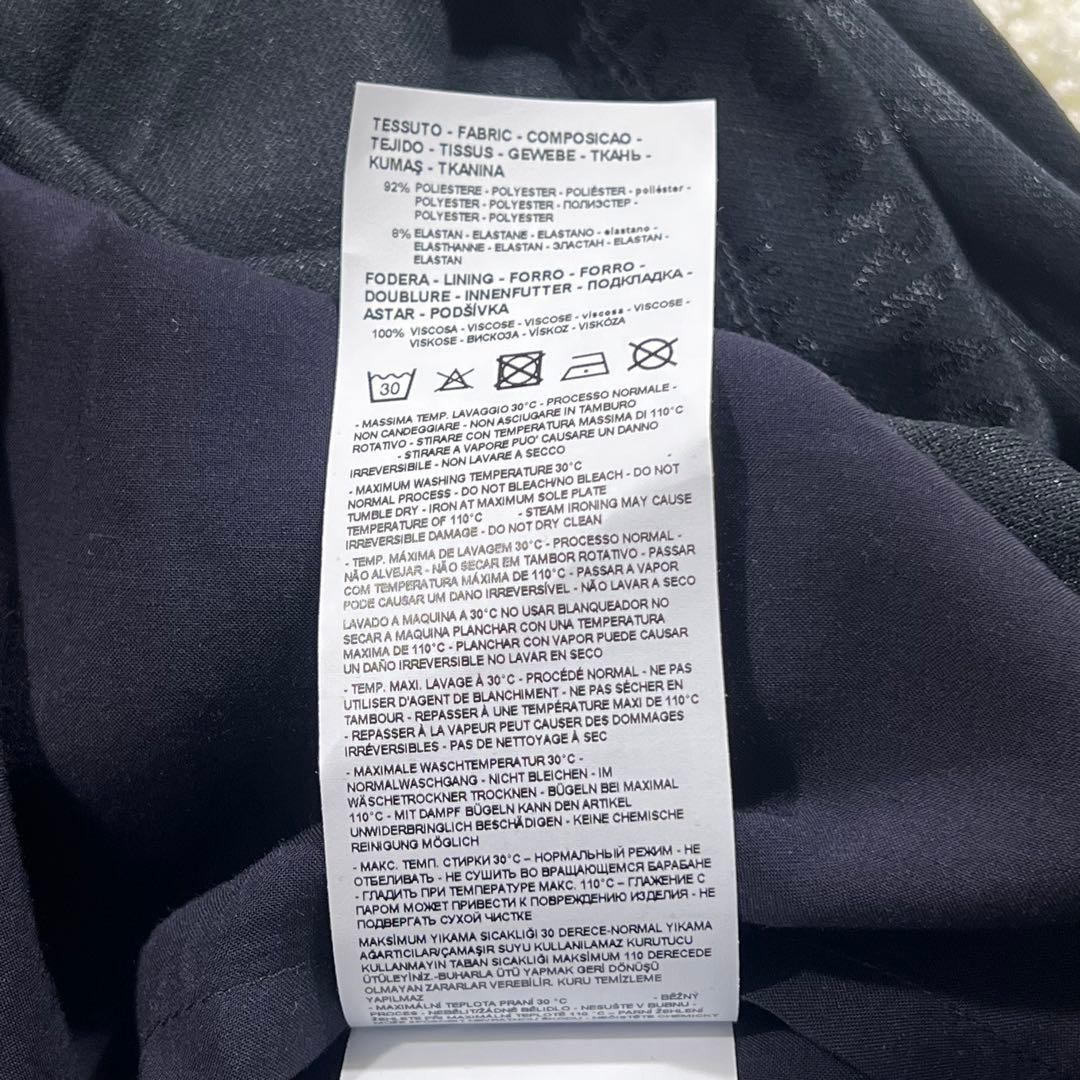 TESSUTO - FABRIC - COMPOSICAO -
TEJIDO - TISSUS - GEWEBE - ТКАНЬ -
KUMAŞ - TKANINA
92% POLIESTERE - POLYESTER - POLIÉSTER - poliéster -
POLYESTER - POLYESTER - ПОЛИЭСТЕР -
POLYESTER - POLYESTER
8% ELASTAN - ELASTANE - ELASTANO - elastano -
ELASTHANNE - ELASTAN - ЭЛАСТАН - ELASTAN -
ELASTAN
FODERA - LINING - FORRO - FORRO -
DOUBLURE - INNENFUTTER - ПОДКЛАДКА -
ASTAR - PODŠÍVKA
100% VISCOSA - VISCOSE - VISCOSE - viscosa - VISCOSE -
VISKOSE - ВИСКОЗА - VİSKOZ - VISKÓZA
30
- MASSIMA TEMP. LAVAGGIO 30°C - PROCESSO NORMALE -
NON CANDEGGIARE - NON ASCIUGARE IN TAMBURO
ROTATIVO - STIRARE CON TEMPERATURA MASSIMA DI 110°C
- STIRARE A VAPORE PUO' CAUSARE UN DANNO
IRREVERSIBILE - NON LAVARE A SECCO
- MAXIMUM WASHING TEMPERATURE 30°C
NORMAL PROCESS - DO NOT BLEACH/NO BLEACH - DO NOT
TUMBLE DRY - IRON AT MAXIMUM SOLE PLATE
TEMPERATURE OF 110°C - STEAM IRONING MAY CAUSE
IRREVERSIBLE DAMAGE - DO NOT DRY CLEAN
- TEMP. MÁXIMA DE LAVAGEM 30°C - PROCESSO NORMAL -
NÃO ALVEJAR - NÃO SECAR EM TAMBOR ROTATIVO - PASSAR
COM TEMPERATURA MÁXIMA DE 110°C - PASSAR A VAPOR
PODE CAUSAR UM DANO IRREVERSÍVEL - NÃO LAVAR A SECO
LAVADO A MAQUINA A 30°C NO USAR BLANQUEADOR NO
SECAR A MAQUINA PLANCHAR CON UNA TEMPERATURA
MAXIMA DE 110°C - PLANCHAR CON VAPOR PUEDE CAUSAR
UN DAÑO IRREVERSIBLE NO LAVAR EN SECO
- TEMP. MAXI. LAVAGE À 30°C - PROCÉDÉ NORMAL - NE PAS
UTILISER D'AGENT DE BLANCHIMENT - NE PAS SÉCHER EN
TAMBOUR - REPASSER À UNE TEMPÉRATURE MAXI DE 110°C
- REPASSER À LA VAPEUR PEUT CAUSER DES DOMMAGES
IRRÉVERSIBLES - PAS DE NETTOYAGE À SEC
- MAXIMALE WASCHTEMPERATUR 30°C -
NORMALWASCHGANG - NICHT BLEICHEN - IM
WÄSCHETROCKNER TROCKNEN - BÜGELN BEI MAXIMAL
110°C - MIT DAMPF BÜGELN KANN DEN ARTIKEL
UNWIDERBRINGLICH BESCHÄDIGEN - KEINE CHEMISCHE
REINIGUNG MÖGLICH
- МАКС. ТЕМП. СТИРКИ 30°C – НОРМАЛЬНЫЙ РЕЖИМ - НЕ
ОТБЕЛИВАТЬ - НЕ СУШИТЬ ВО ВРАЩАЮЩЕМСЯ БАРАБАНЕ
- ГЛАДИТЬ ПРИ ТЕМПЕРАТУРЕ МАКС. 110°C – ГЛАЖЕНИЕ С
ПАРОМ МОЖЕТ ПРИВЕСТИ К ПОВРЕЖДЕНИЮ ИЗДЕЛИЯ - НЕ
ПОДВЕРГАТЬ СУХОЙ ЧИСТКЕ
MAKSİMUM YIKAMA SICAKLIĞI 30 DERECE-NORMAL YIKAMA
AĞARTICILAR/ÇAMAŞIR SUYU KULLANILAMAZ KURUTUCU
KULLANMAYIN TABAN SICAKLIĞI MAKSİMUM 110 DERECEDE
ÜTÜLEYİNİZ.-BUHARLA ÜTÜ YAPMAK GERİ DÖNÜŞÜ
OLMAYAN ZARARLAR VEREBİLİR. KURU TEMİZLEME
YAPILMAZ
- MAXIMÁLNÍ TEPLOTA PRANÍ 30 °C - BĚŽNÝ
PROCES - NEBĚLIT/ŽÁDNÉ BĚLIDLO - NESUŠTE V BUBNU -
ŽEHLETE PŘI MAXIMÁLNÍ TEPLOTĚ 110 °C – PARNÍ ŽEHLENÍ